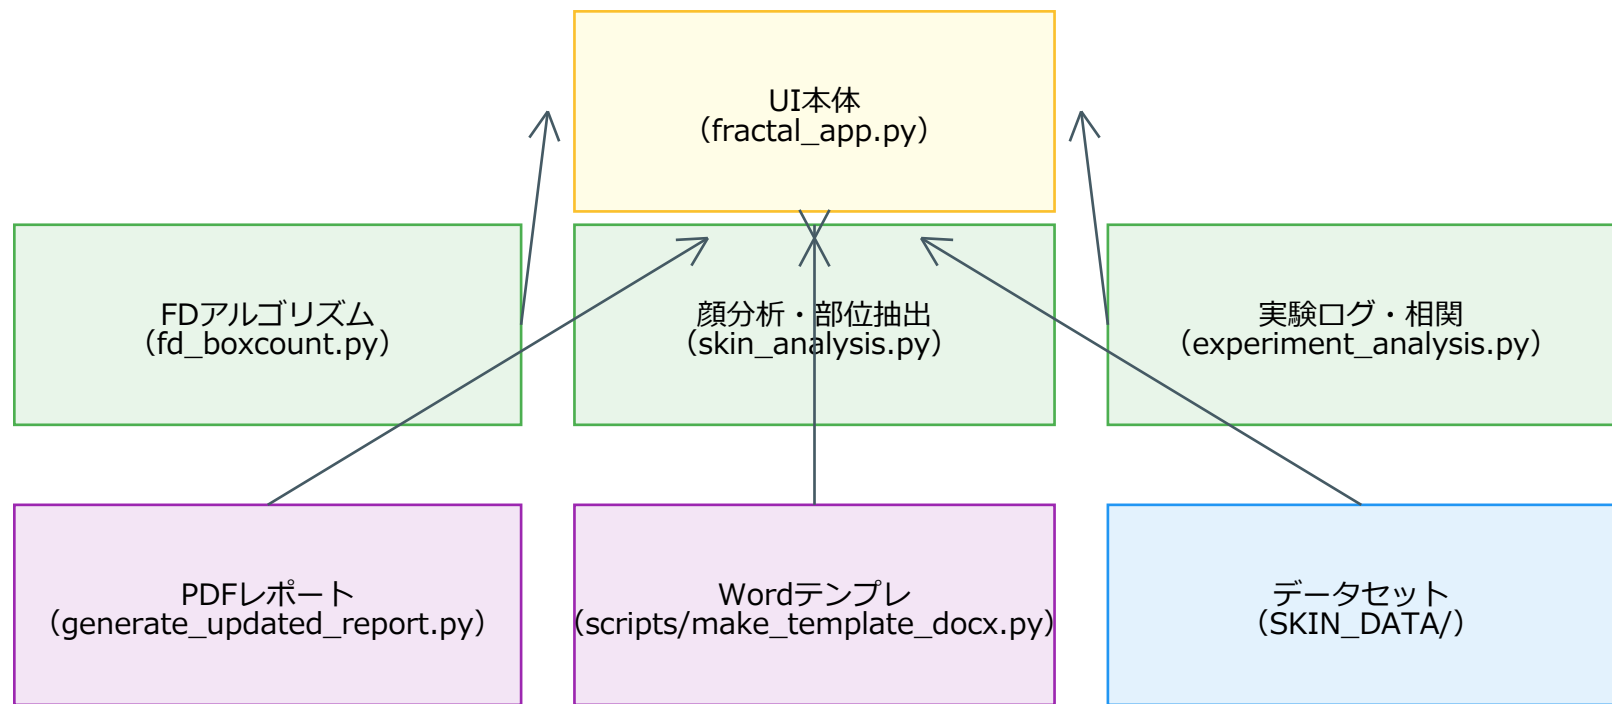 UI本体
（fractal_app.py）
FDアルゴリズム
（fd_boxcount.py）
顔分析・部位抽出
（skin_analysis.py）
実験ログ・相関
（experiment_analysis.py）
PDFレポート
（generate_updated_report.py）
Wordテンプレ
（scripts/make_template_docx.py）
データセット
（SKIN_DATA/）